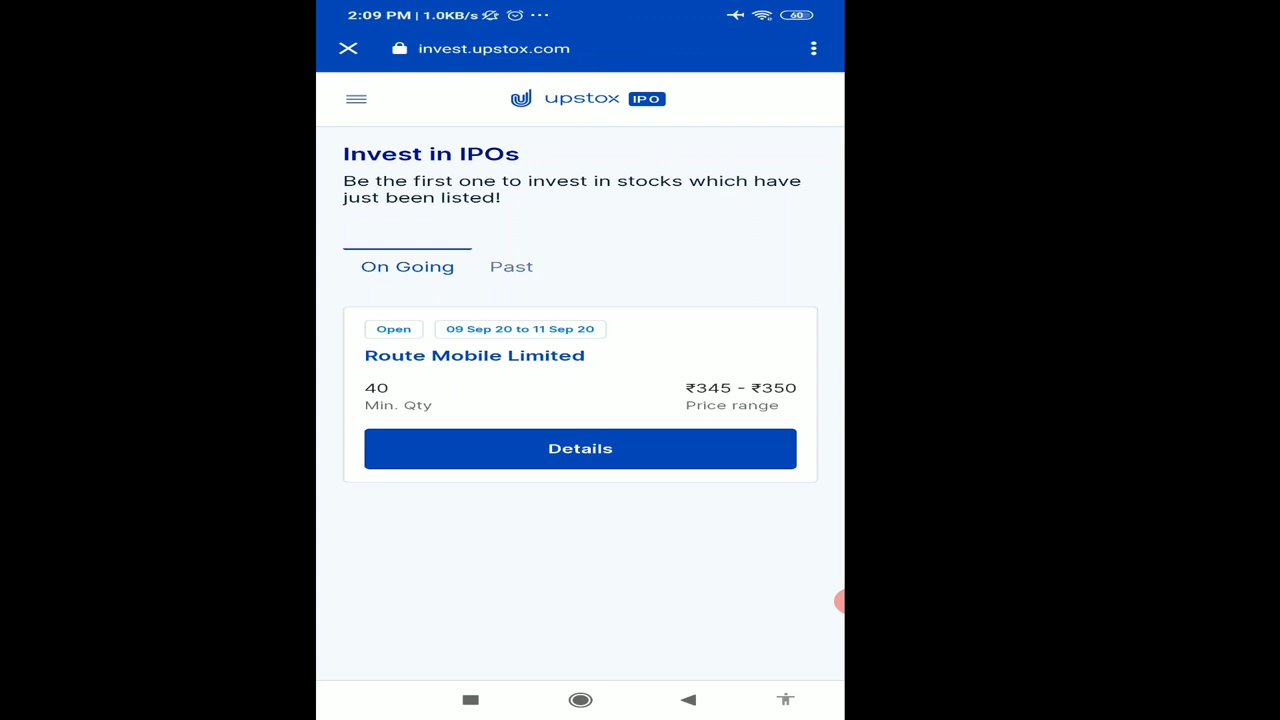 2:09 PM | 1.0KB/s ... 60
invest.upstox.com
upstox IPO
Invest in IPOs
Be the first one to invest in stocks which have
just been listed!
On Going Past
Open 09 Sep 20 to 11 Sep 20
Route Mobile Limited
40 ₹345 - ₹350
Min. Qty Price range
Details